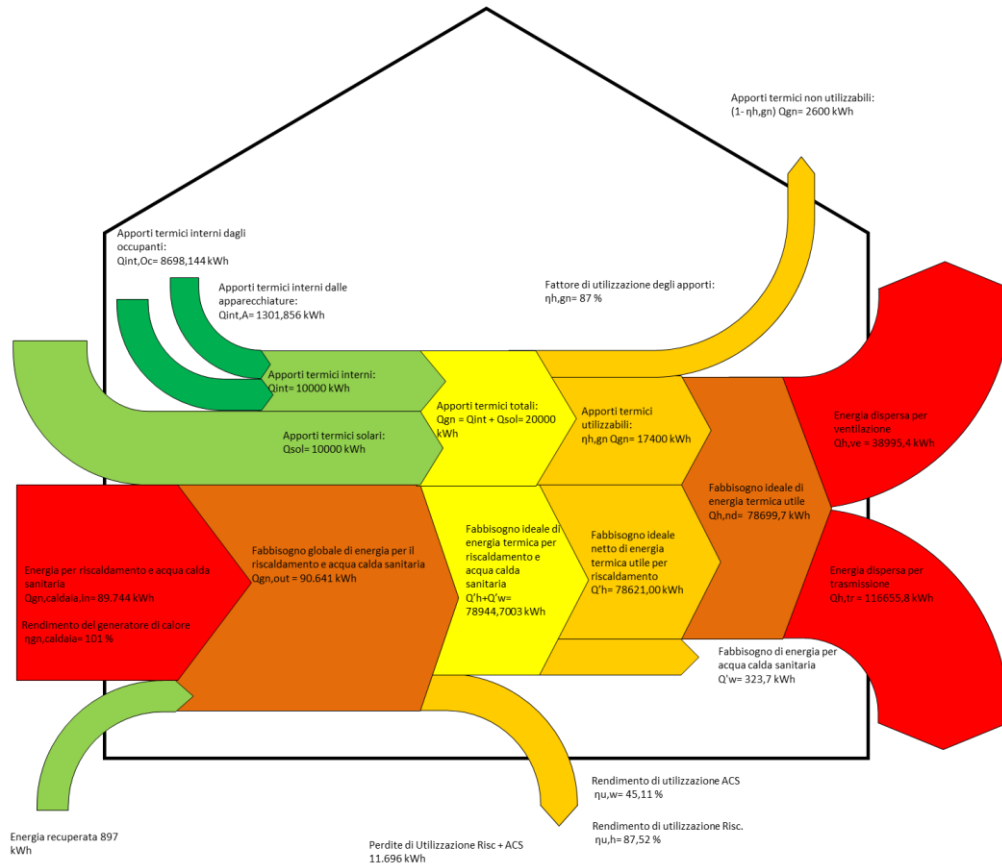 Apporti termici non utilizzabili:
(1- ηh,gn) Qgn= 2600 kWh
Apporti termici interni dagli
occupanti:
Qint,Oc= 8698,144 kWh
Apporti termici interni dalle
apparecchiature:
Qint,A= 1301,856 kWh
Fattore di utilizzazione degli apporti:
ηh,gn= 87 %
Apporti termici interni:
Qint= 10000 kWh
Apporti termici solari:
Qsol= 10000 kWh
Apporti termici totali:
Qgn = Qint + Qsol= 20000
kWh
Apporti termici
utilizzabili:
ηh,gn Qgn= 17400 kWh
Energia dispersa per
ventilazione
Qh,ve = 38995,4 kWh
Fabbisogno ideale di
energia termica utile
Qh,nd= 78699,7 kWh
Energia per riscaldamento e acqua calda
sanitaria
Qgn,caldaia,in= 89.744 kWh
Rendimento del generatore di calore
ηgn,caldaia= 101 %
Fabbisogno globale di energia per il
riscaldamento e acqua calda sanitaria
Qgn,out = 90.641 kWh
Fabbisogno ideale di
energia termica per
riscaldamento e
acqua calda
sanitaria
Q'h+Q'w=
78944,7003 kWh
Fabbisogno ideale
netto di energia
termica utile per
riscaldamento
Q'h= 78621,00 kWh
Energia dispersa per
trasmissione
Qh,tr = 116655,8 kWh
Fabbisogno di energia per
acqua calda sanitaria
Q'w= 323,7 kWh
Energia recuperata 897
kWh
Perdite di Utilizzazione Risc + ACS
11.696 kWh
Rendimento di utilizzazione ACS
ηu,w= 45,11 %
Rendimento di utilizzazione Risc.
ηu,h= 87,52 %